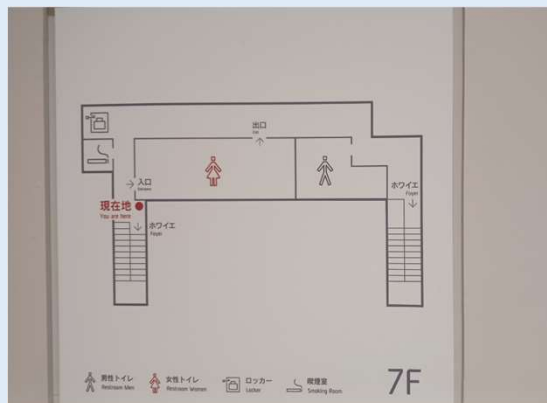 出口
Exit
入口
Entrance
現在地
You are here
ホワイエ
Foyer
ホワイエ
Foyer
男性トイレ
Restroom Men
女性トイレ
Restroom Women
ロッカー
Locker
喫煙室
Smoking Room
7F